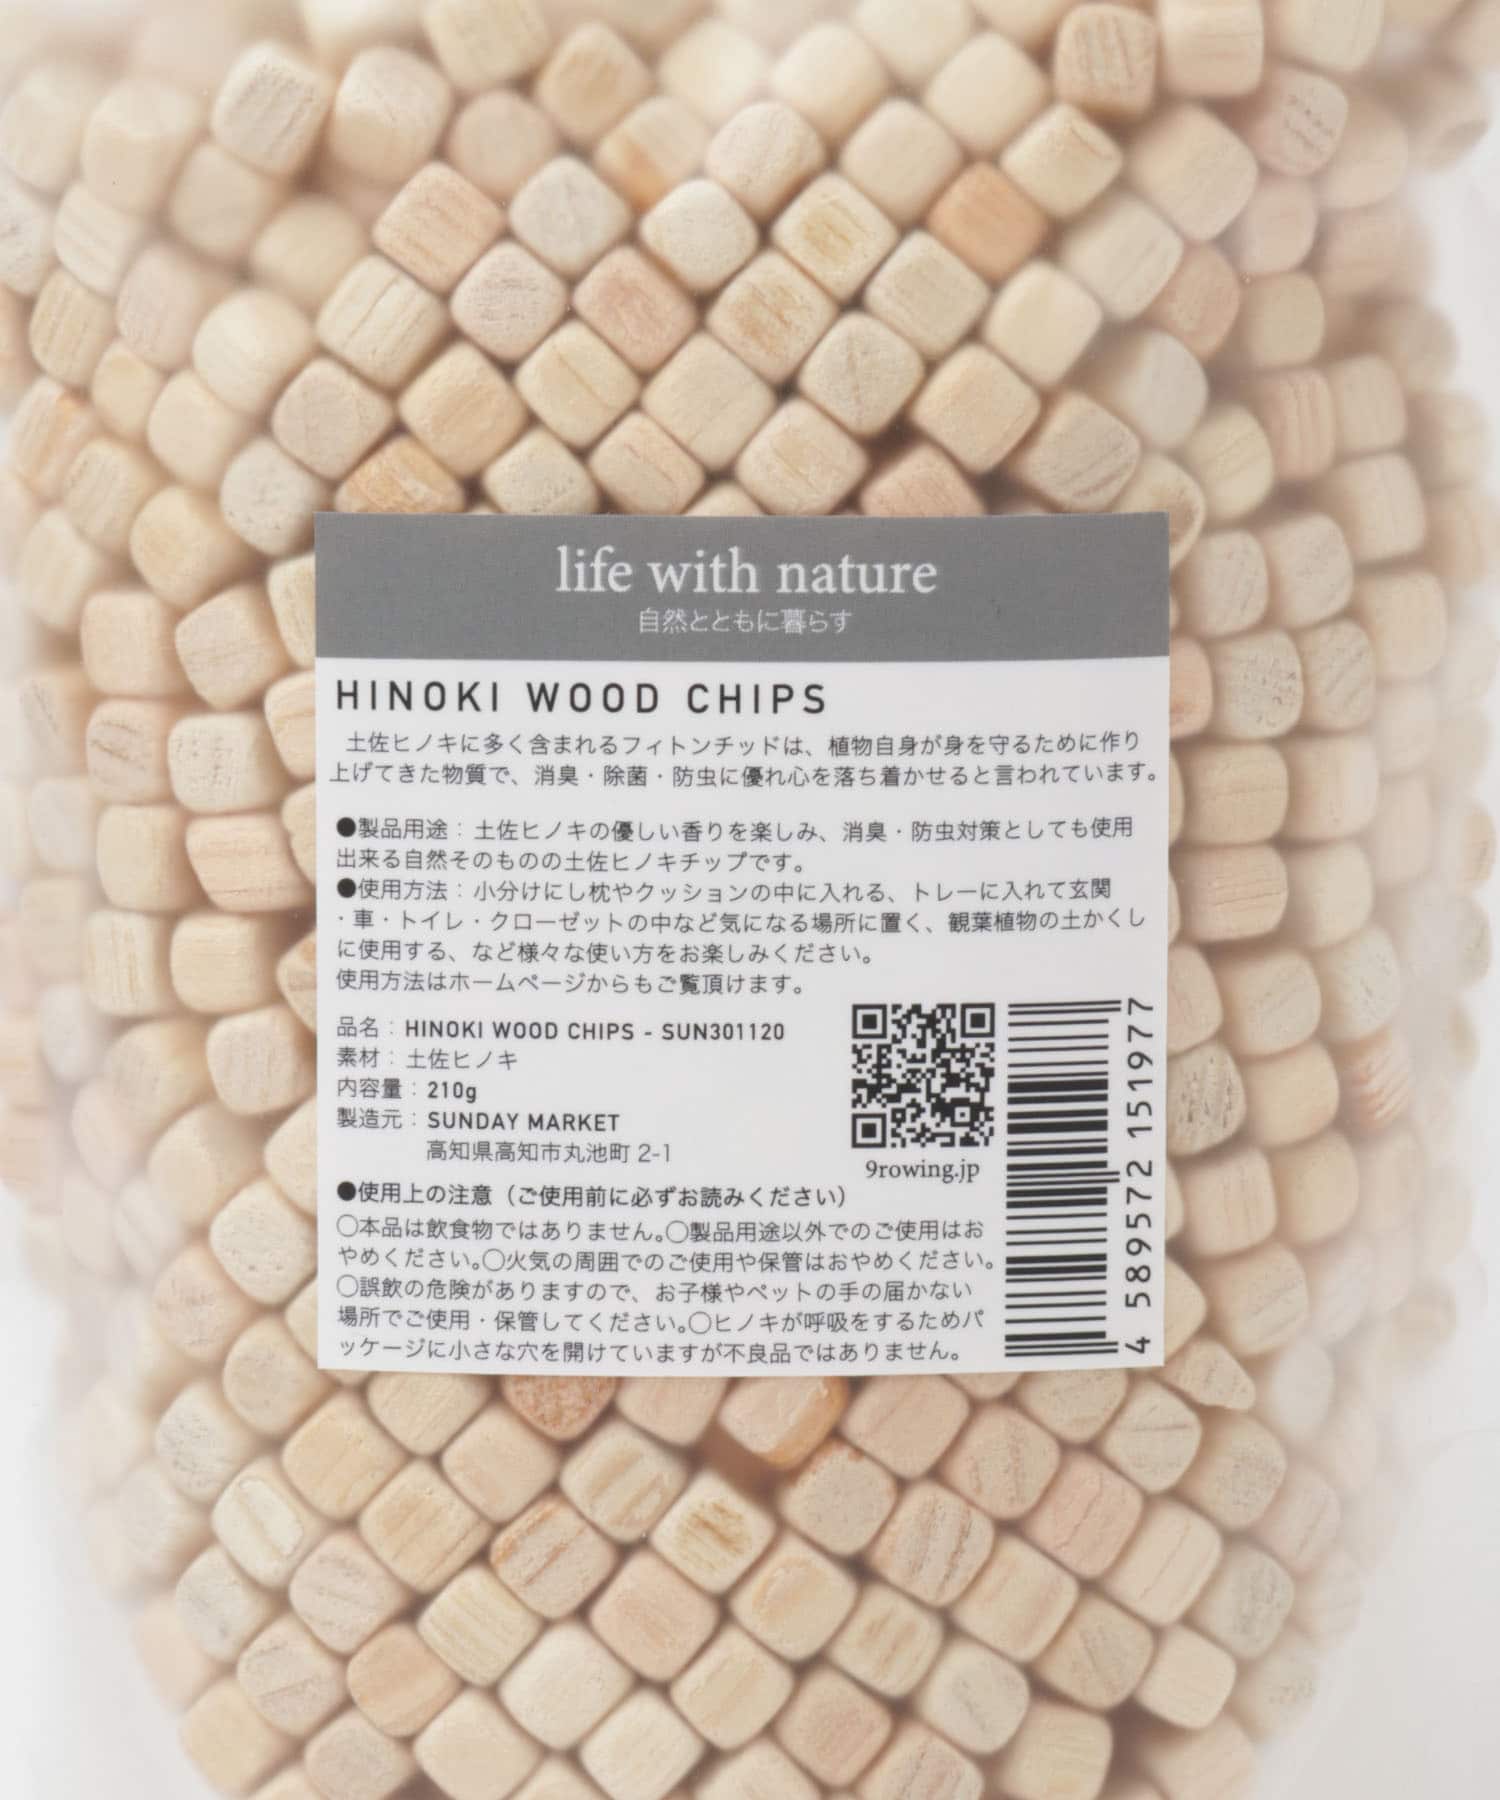 life with nature
自然とともに暮らす
HINOKI WOOD CHIPS
土佐ヒノキに多く含まれるフィトンチッドは、植物自身が身を守るために作り
上げてきた物質で、消臭・除菌・防虫に優れ心を落ち着かせると言われています。
●製品用途：土佐ヒノキの優しい香りを楽しみ、消臭・防虫対策としても使用
出来る自然そのものの土佐ヒノキチップです。
●使用方法：小分けにし枕やクッションの中に入れる、トレーに入れて玄関
・車・トイレ・クローゼットの中など気になる場所に置く、観葉植物の土かくし
に使用する、など様々な使い方をお楽しみください。
使用方法はホームページからもご覧頂けます。
品名：HINOKI WOOD CHIPS - SUN301120
素材：土佐ヒノキ
内容量：210g
製造元：SUNDAY MARKET
高知県高知市丸池町 2-1
9rowing.jp
4 589572 151977
●使用上の注意（ご使用前に必ずお読みください）
○本品は飲食物ではありません。○製品用途以外でのご使用はお
やめください。○火気の周囲でのご使用や保管はおやめください。
○誤飲の危険がありますので、お子様やペットの手の届かない
場所でご使用・保管してください。○ヒノキが呼吸をするためパ
ッケージに小さな穴を開けていますが不良品ではありません。